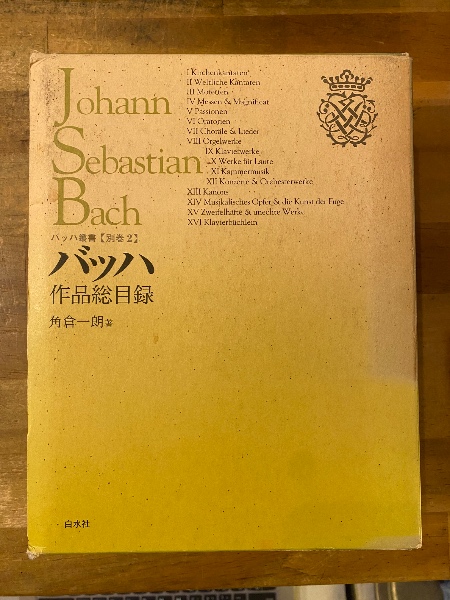 Johann
Sebastian
Bach
I Kirchenkantaten
II Weltliche Kantaten
III Motetten
IV Messen & Magnificat
V Passionen
VI Oratorien
VII Choräle & Lieder
VIII Orgelwerke
IX Klavierwerke
X Werke für Laute
XI Kammermusik
XII Konzerte & Orchesterwerke
XIII Kanons
XIV Musikalisches Opfer & die Kunst der Fuge
XV Zweifelhafte & unechte Werke
XVI Klavierbüchlein
バッハ叢書【別巻2】
バッハ
作品総目録
角倉一朗 著
白水社